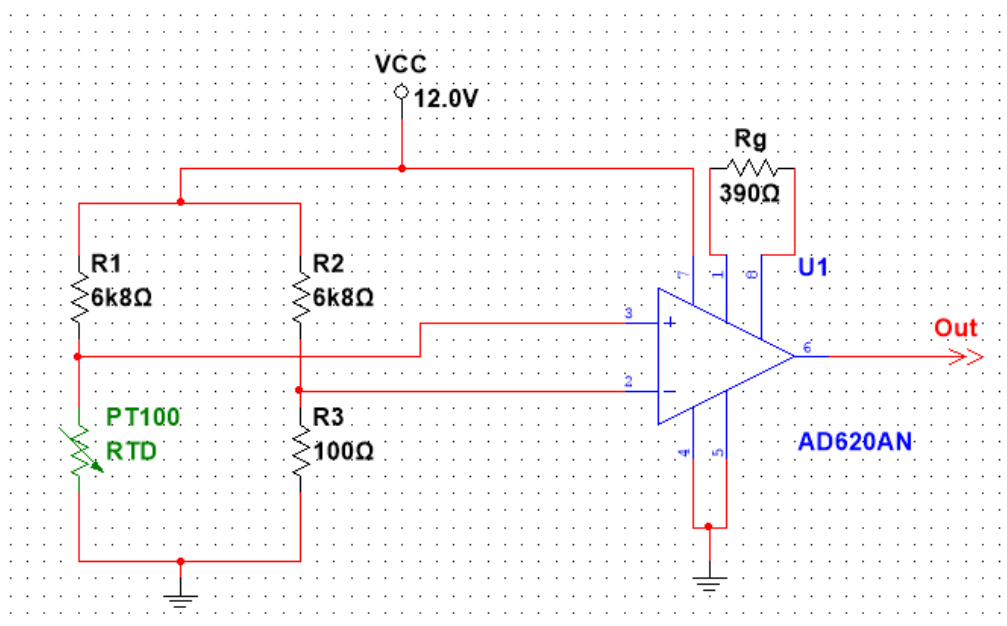 VCC
12.0V
Rg
390Ω
R1
6k8Ω
R2
6k8Ω
7
1
8
U1
3
+
2
−
6
Out
PT100
RTD
R3
100Ω
4
5
AD620AN